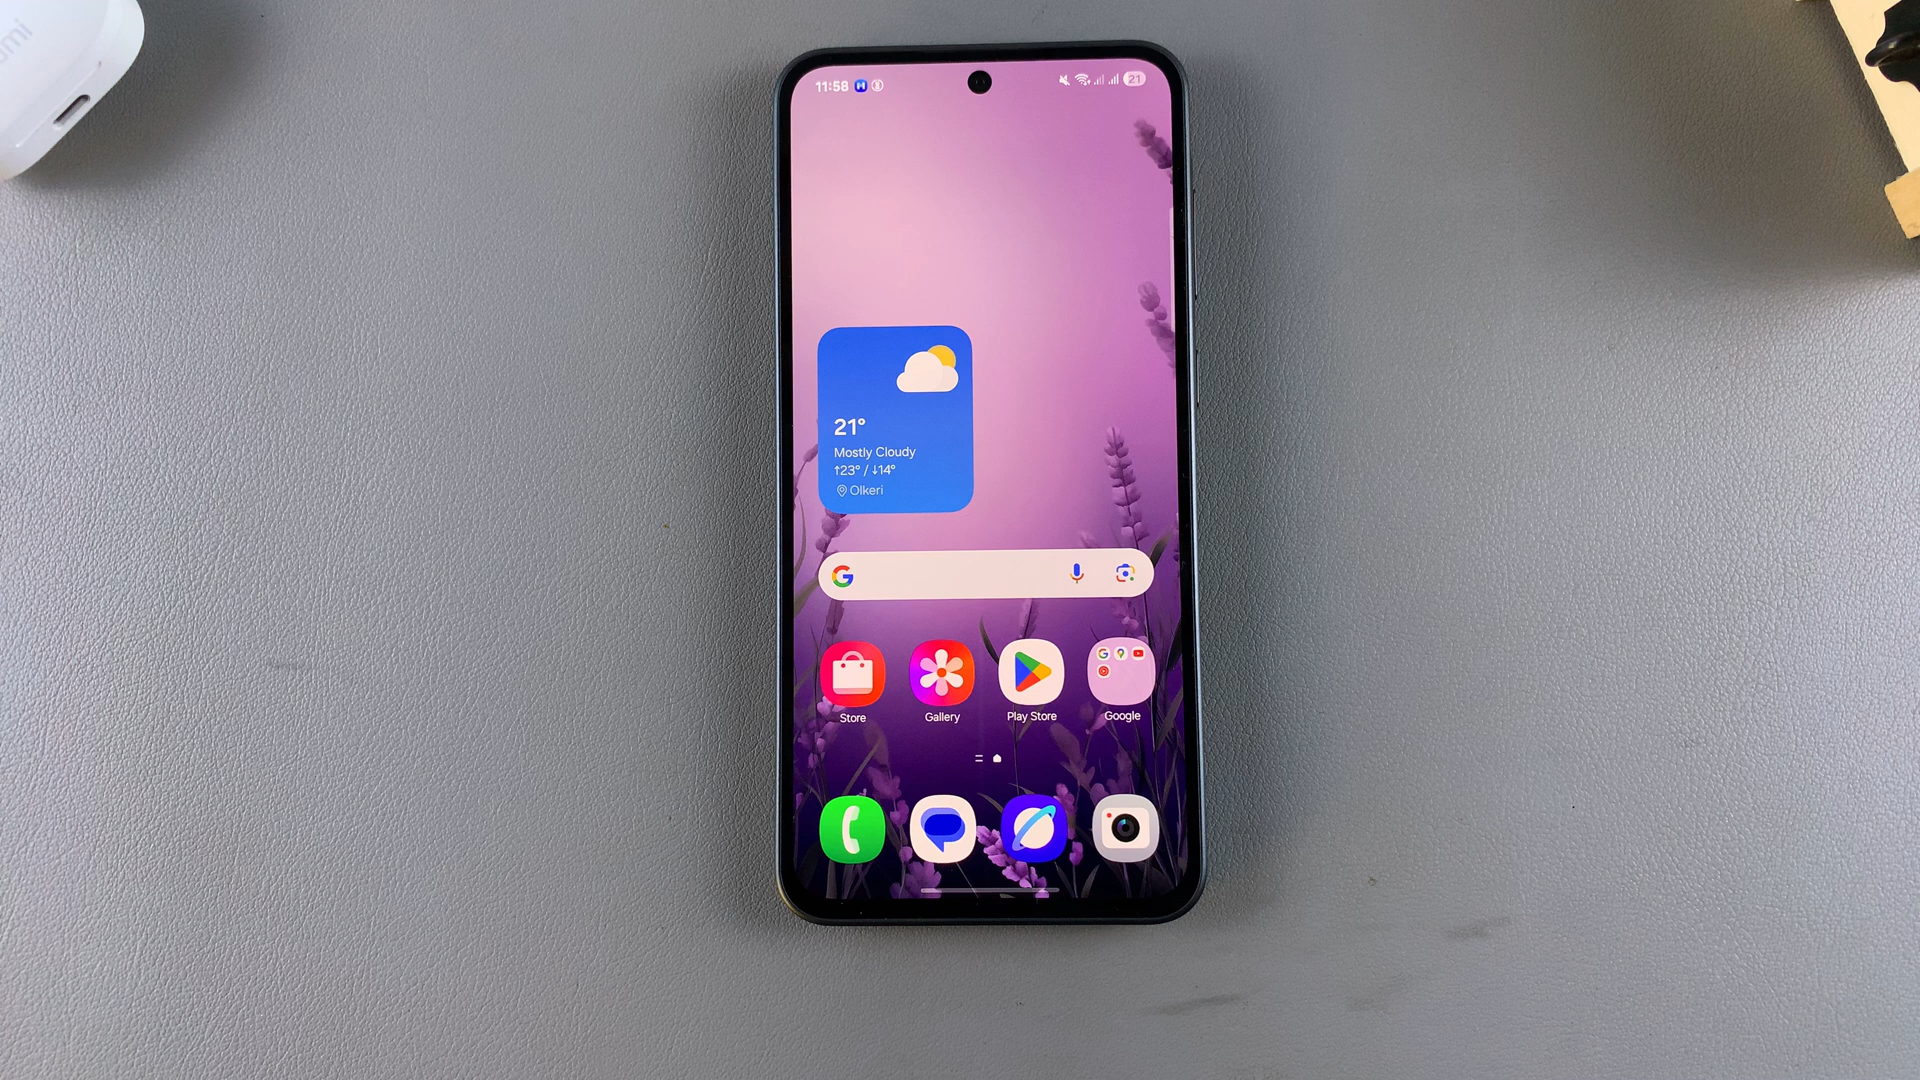 11:58
21
21°
Mostly Cloudy
↑23° / ↓14°
Olkeri
Store
Gallery
Play Store
Google